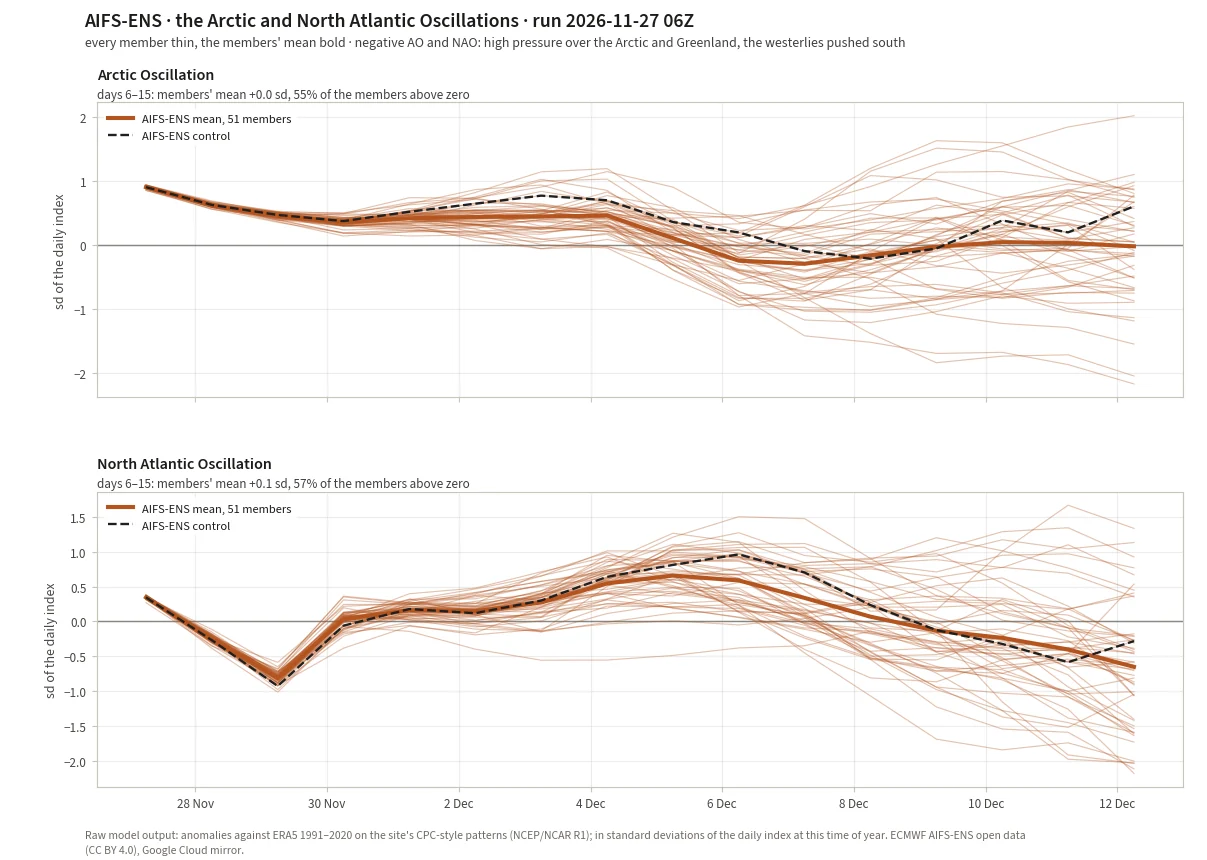 AIFS-ENS · the Arctic and North Atlantic Oscillations · run 2026-11-27 06Z
every member thin, the members' mean bold · negative AO and NAO: high pressure over the Arctic and Greenland, the westerlies pushed south
Arctic Oscillation
days 6–15: members' mean +0.0 sd, 55% of the members above zero
AIFS-ENS mean, 51 members
AIFS-ENS control
2
1
0
−1
−2
sd of the daily index
North Atlantic Oscillation
days 6–15: members' mean +0.1 sd, 57% of the members above zero
AIFS-ENS mean, 51 members
AIFS-ENS control
1.5
1.0
0.5
0.0
−0.5
−1.0
−1.5
−2.0
sd of the daily index
28 Nov 30 Nov 2 Dec 4 Dec 6 Dec 8 Dec 10 Dec 12 Dec
Raw model output: anomalies against ERA5 1991–2020 on the site's CPC-style patterns (NCEP/NCAR R1); in standard deviations of the daily index at this time of year. ECMWF AIFS-ENS open data
(CC BY 4.0), Google Cloud mirror.